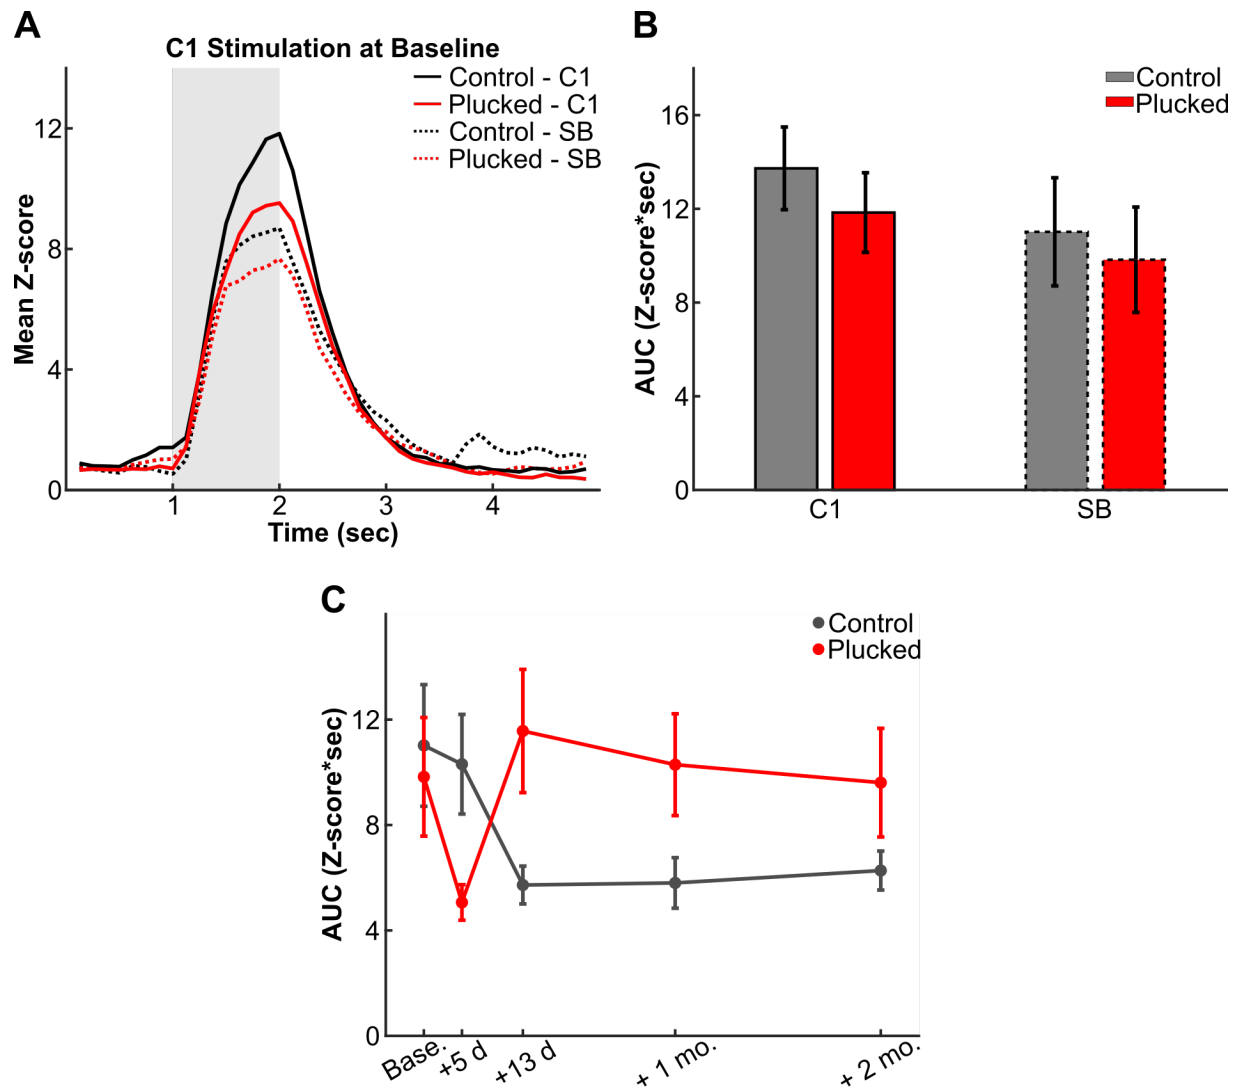 A
C1 Stimulation at Baseline
Control - C1
Plucked - C1
Control - SB
Plucked - SB
Mean Z-score
12
8
4
0
1
2
3
4
Time (sec)
B
Control
Plucked
AUC (Z-score*sec)
16
12
8
4
0
C1
SB
C
Control
Plucked
AUC (Z-score*sec)
12
8
4
0
Base.
+5 d
+13 d
+ 1 mo.
+ 2 mo.